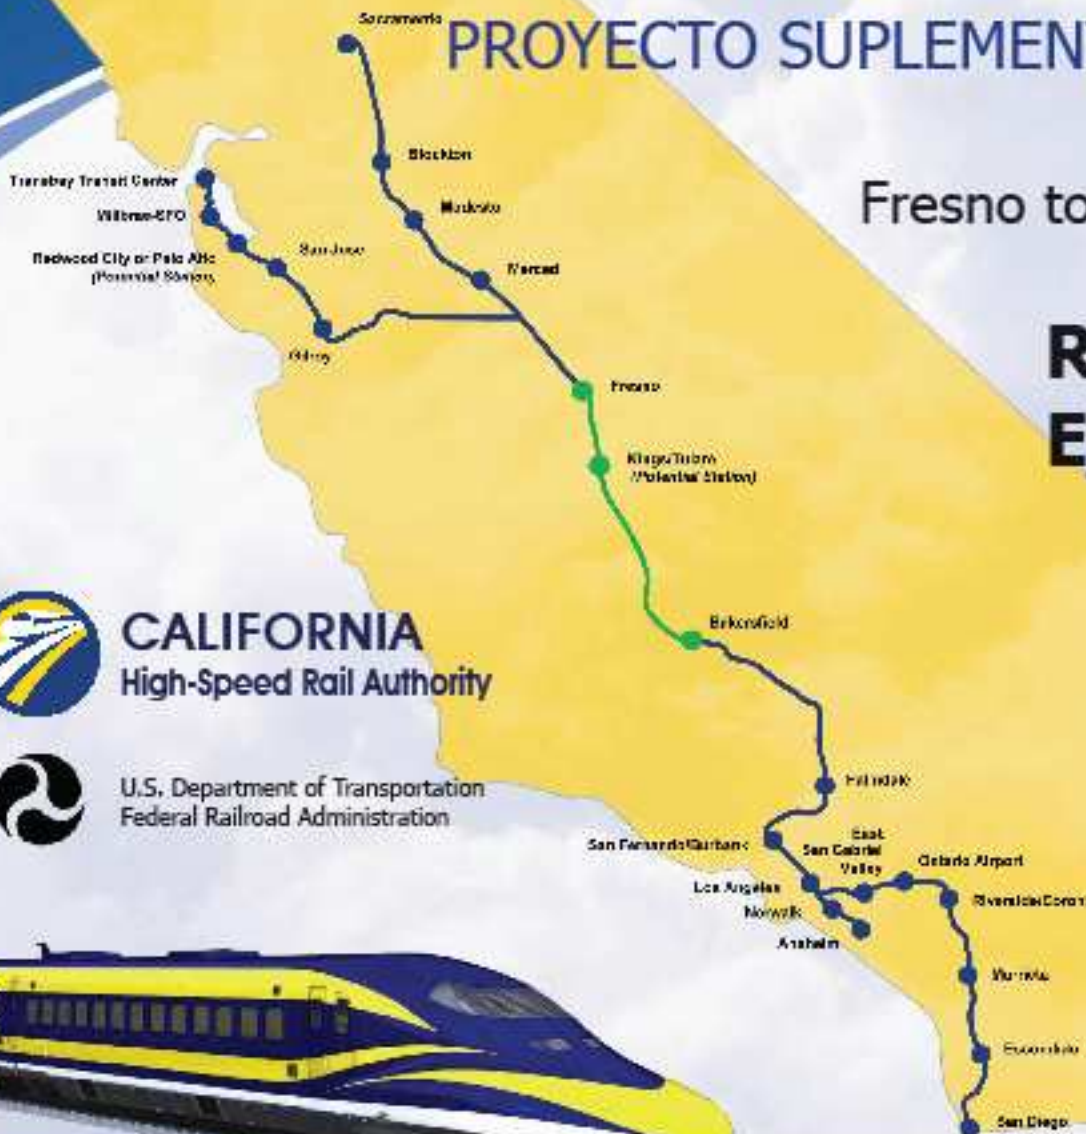 Sacramento
PROYECTO SUPLEMEN
Stockton
Transbay Transit Center
Modesto
Fresno to
Millbrae-SFO
San Jose
Redwood City or Palo Alto
(Potential Station)
Merced
R
Gilroy
Fresno
E
Kings/Tulare
(Potential Station)
CALIFORNIA
High-Speed Rail Authority
Bakersfield
U.S. Department of Transportation
Federal Railroad Administration
Palmdale
San Fernando/Burbank
East
San Gabriel
Valley
Ontario Airport
Los Angeles
Riverside/Coron
Norwalk
Anaheim
Murrieta
Escondido
San Diego